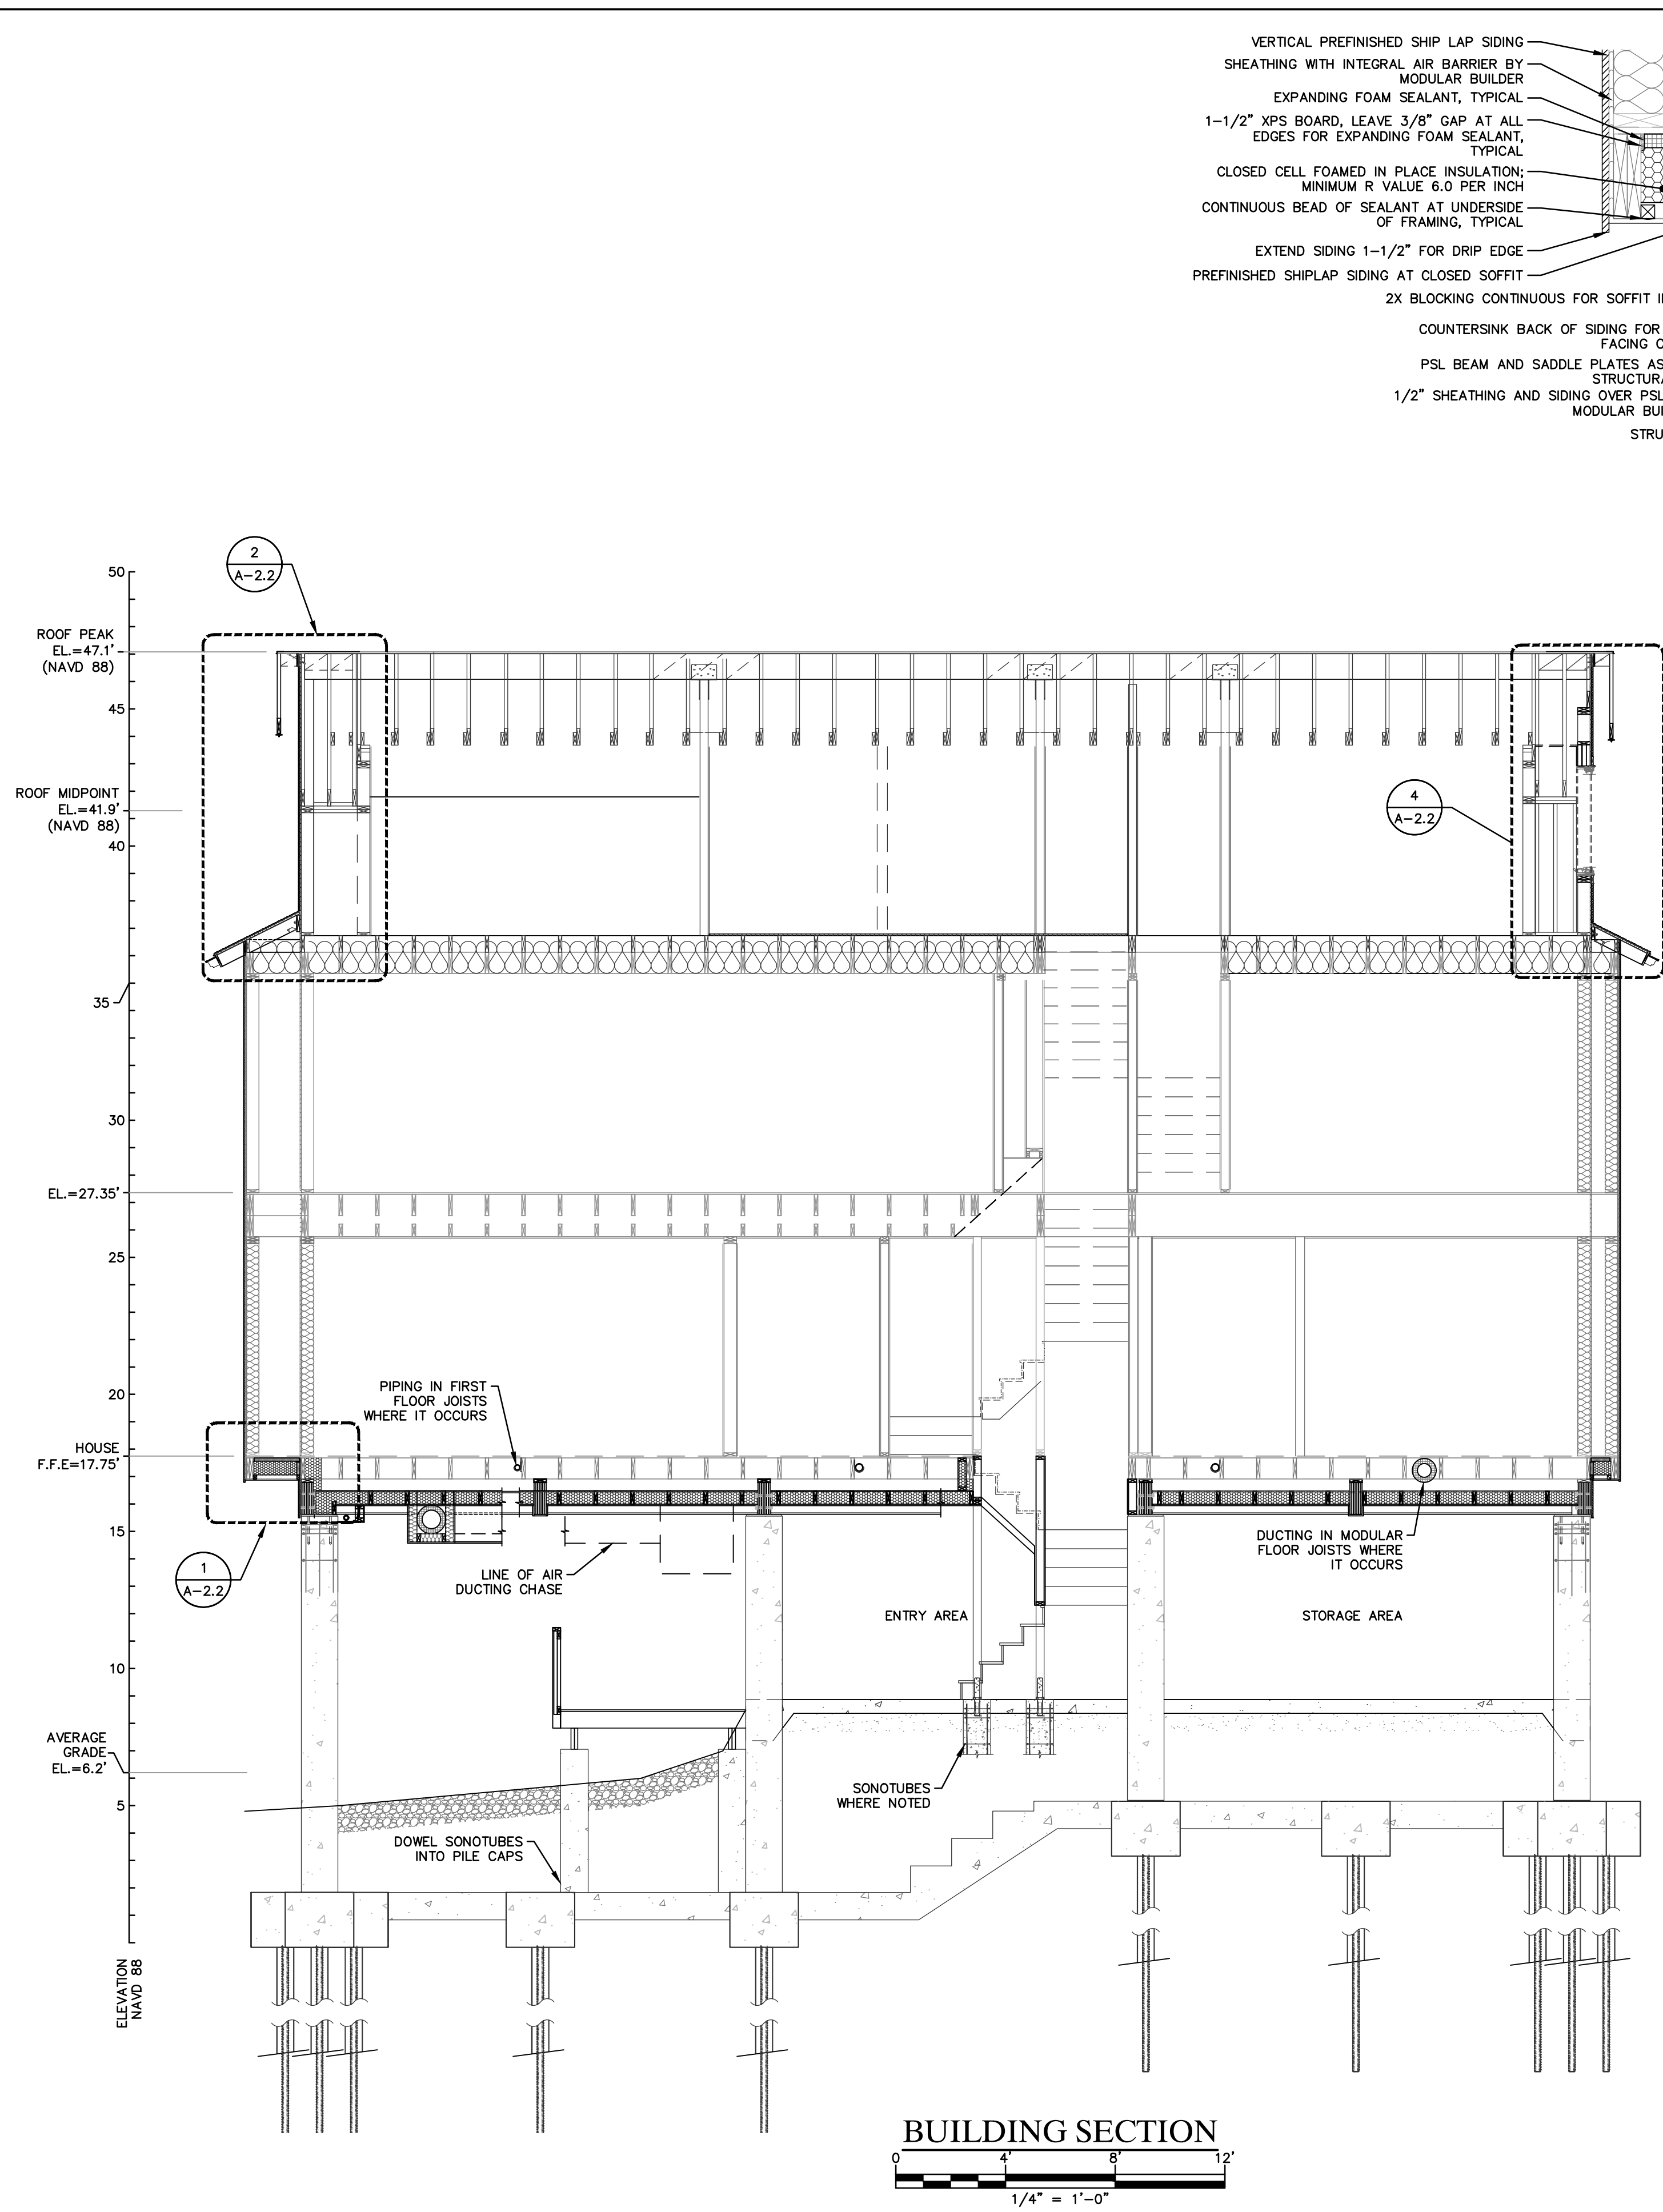 VERTICAL PREFINISHED SHIP LAP SIDING
SHEATHING WITH INTEGRAL AIR BARRIER BY
MODULAR BUILDER
EXPANDING FOAM SEALANT, TYPICAL
1-1/2" XPS BOARD, LEAVE 3/8" GAP AT ALL
EDGES FOR EXPANDING FOAM SEALANT,
TYPICAL
CLOSED CELL FOAMED IN PLACE INSULATION;
MINIMUM R VALUE 6.0 PER INCH
CONTINUOUS BEAD OF SEALANT AT UNDERSIDE
OF FRAMING, TYPICAL
EXTEND SIDING 1-1/2" FOR DRIP EDGE
PREFINISHED SHIPLAP SIDING AT CLOSED SOFFIT
2X BLOCKING CONTINUOUS FOR SOFFIT
COUNTERSINK BACK OF SIDING FOR
FACING
PSL BEAM AND SADDLE PLATES AS
1/2" SHEATHING AND SIDING OVER PSL
MODULAR
2
A-2.2
50
ROOF PEAK
EL.=47.1'
(NAVD 88)
45
ROOF MIDPOINT
EL.=41.9'
(NAVD 88)
4
A-2.2
40
35
30
EL.=27.35'
25
PIPING IN FIRST
FLOOR JOISTS
WHERE IT OCCURS
20
HOUSE
F.F.E=17.75'
15
1
A-2.2
LINE OF AIR
DUCTING CHASE
DUCTING IN MODULAR
FLOOR JOISTS WHERE
IT OCCURS
ENTRY AREA
STORAGE AREA
10
AVERAGE
GRADE
EL.=6.2'
SONOTUBES
WHERE NOTED
5
DOWEL SONOTUBES
INTO PILE CAPS
ELEVATION
NAVD 88
BUILDING SECTION
0 4' 8' 12'
1/4" = 1'-0"